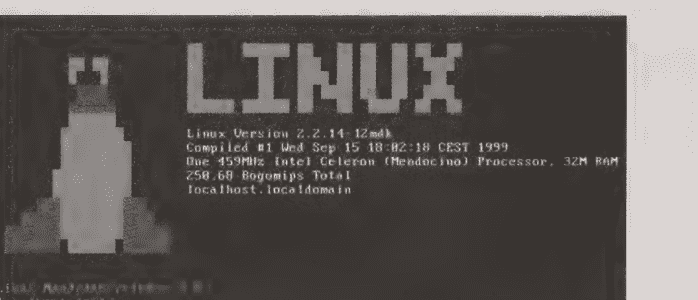 LINUX
Linux Version 2.2.14-12mdk
Compiled #1 Wed Sep 15 18:02:18 CEST 1999
One 459MHz Intel Celeron (Mendocino) Processor, 32M RAM
250.68 Bogomips Total
localhost.localdomain